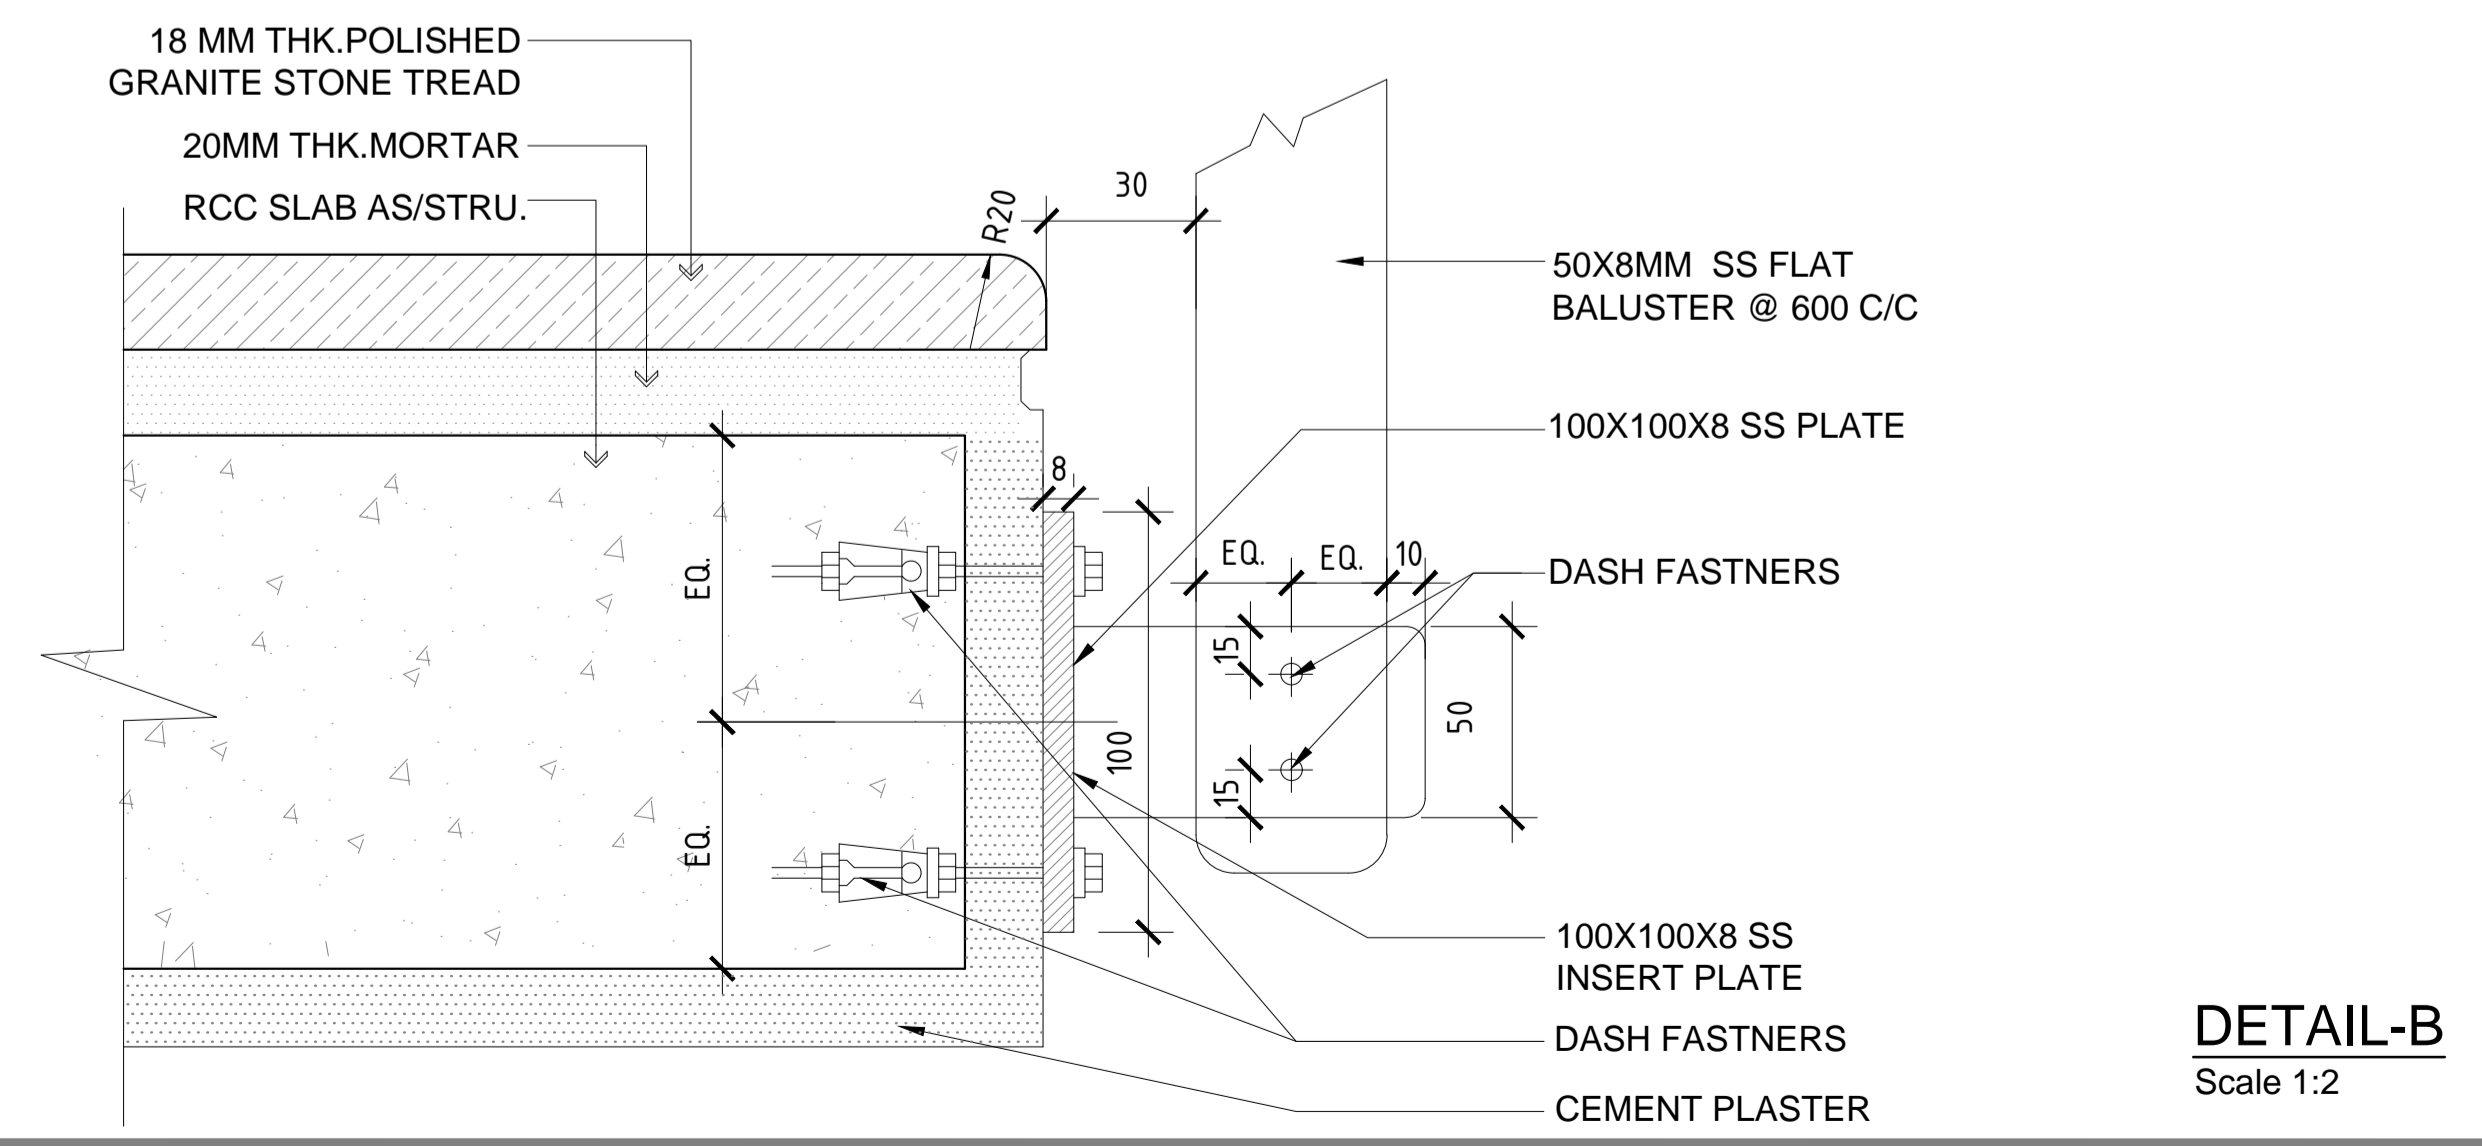 18 MM THK.POLISHED
GRANITE STONE TREAD
20MM THK.MORTAR
RCC SLAB AS/STRU.
R20
30
50X8MM SS FLAT
BALUSTER @ 600 C/C
100X100X8 SS PLATE
8
EQ.
EQ.
10
DASH FASTNERS
EQ.
15
50
100
15
EQ.
100X100X8 SS
INSERT PLATE
DASH FASTNERS
CEMENT PLASTER
DETAIL-B
Scale 1:2